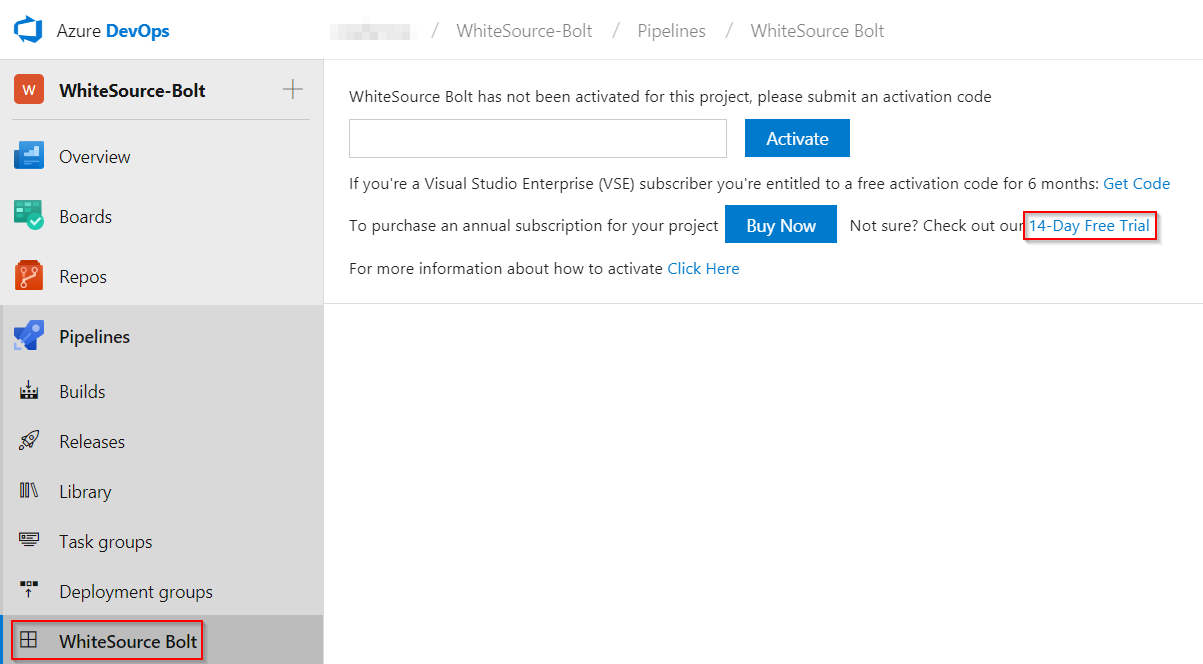 Azure DevOps
/ WhiteSource-Bolt / Pipelines / WhiteSource Bolt
W WhiteSource-Bolt
Overview
Boards
Repos
Pipelines
Builds
Releases
Library
Task groups
Deployment groups
WhiteSource Bolt
WhiteSource Bolt has not been activated for this project, please submit an activation code
Activate
If you're a Visual Studio Enterprise (VSE) subscriber you're entitled to a free activation code for 6 months: Get Code
To purchase an annual subscription for your project Buy Now Not sure? Check out our 14-Day Free Trial
For more information about how to activate Click Here